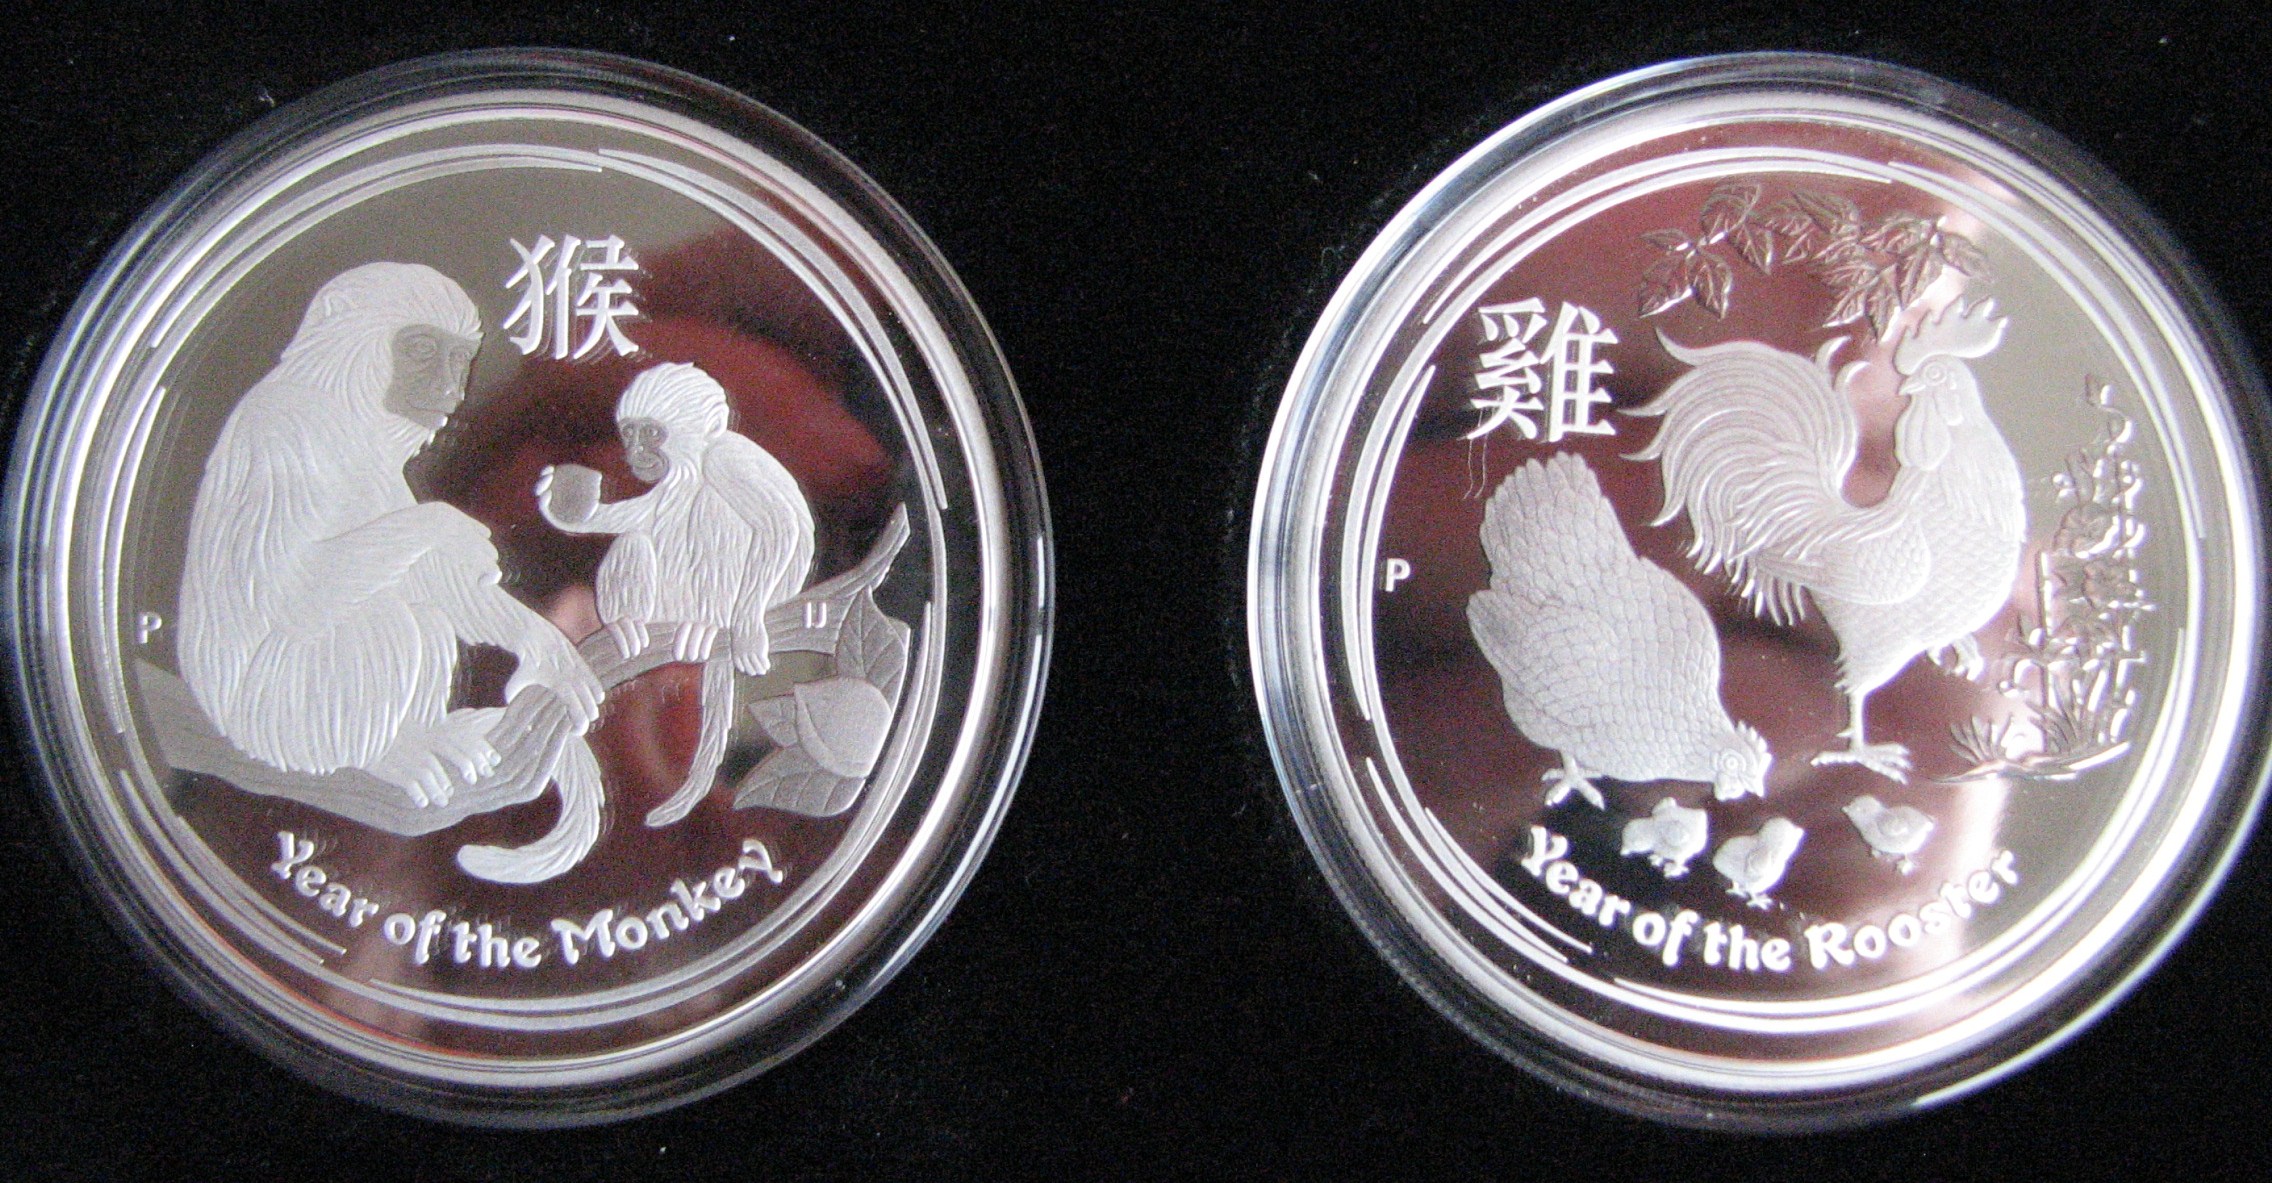 猴
P
IJ
Year of the Monkey
雞
P
Year of the Rooster